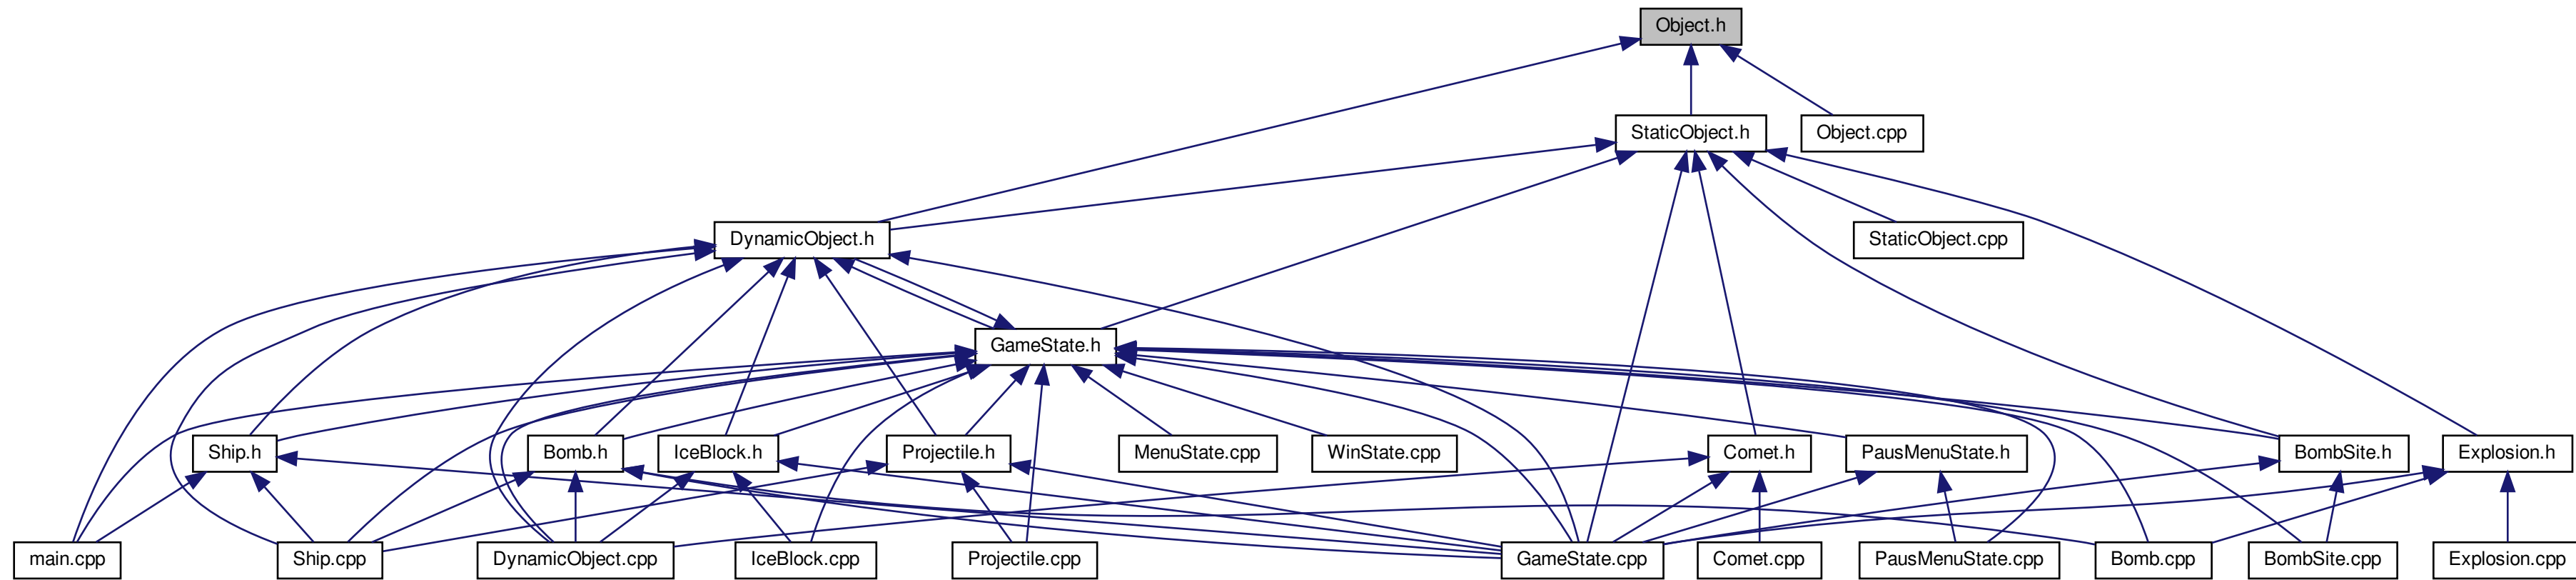 Object.h
StaticObject.h
Object.cpp
DynamicObject.h
StaticObject.cpp
GameState.h
Ship.h
Bomb.h
IceBlock.h
Projectile.h
MenuState.cpp
WinState.cpp
Comet.h
PausMenuState.h
BombSite.h
Explosion.h
main.cpp
Ship.cpp
DynamicObject.cpp
IceBlock.cpp
Projectile.cpp
GameState.cpp
Comet.cpp
PausMenuState.cpp
Bomb.cpp
BombSite.cpp
Explosion.cpp